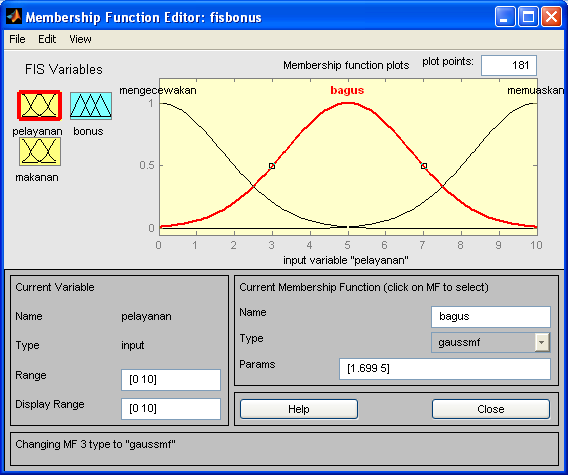 Membership Function Editor: fisbonus
File Edit View
FIS Variables
Membership function plots plot points: 181
pelayanan bonus
makanan
mengecewakan bagus memuaskan
1
0.5
0
0 1 2 3 4 5 6 7 8 9 10
input variable "pelayanan"
Current Variable
Name pelayanan
Type input
Range [0 10]
Display Range [0 10]
Current Membership Function (click on MF to select)
Name bagus
Type gaussmf
Params [1.699 5]
Help Close
Changing MF 3 type to "gaussmf"